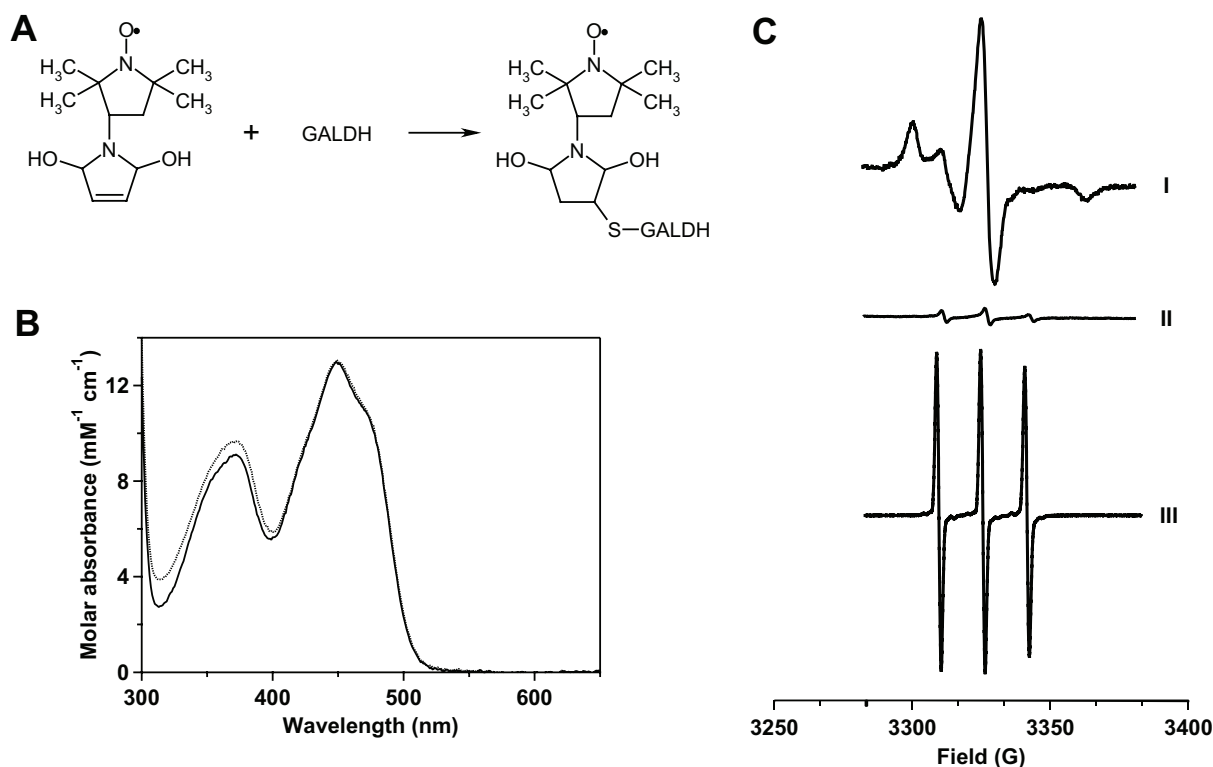 A
O•
N
H₃C
CH₃
H₃C
CH₃
N
HO
OH
+
GALDH
O•
N
H₃C
CH₃
H₃C
CH₃
N
HO
OH
S—GALDH
B
Molar absorbance (mM⁻¹ cm⁻¹)
12
8
4
0
300
400
500
600
Wavelength (nm)
C
I
II
III
3250
3300
3350
3400
Field (G)